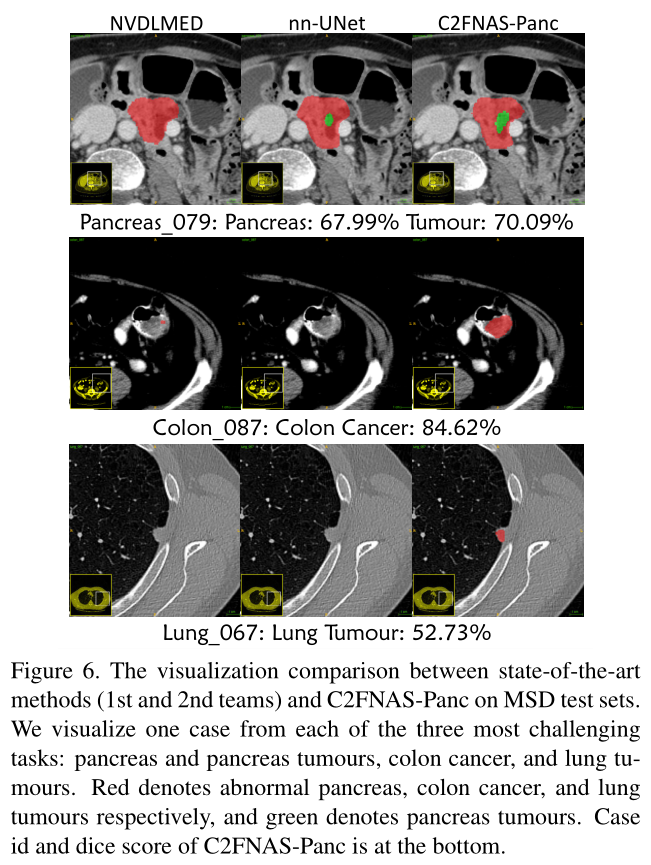 NVDLMED nn-UNet C2FNAS-Panc
Pancreas_079: Pancreas: 67.99% Tumour: 70.09%
Colon_087: Colon Cancer: 84.62%
Lung_067: Lung Tumour: 52.73%
Figure 6. The visualization comparison between state-of-the-art
methods (1st and 2nd teams) and C2FNAS-Panc on MSD test sets.
We visualize one case from each of the three most challenging
tasks: pancreas and pancreas tumours, colon cancer, and lung tu-
mours. Red denotes abnormal pancreas, colon cancer, and lung
tumours respectively, and green denotes pancreas tumours. Case
id and dice score of C2FNAS-Panc is at the bottom.